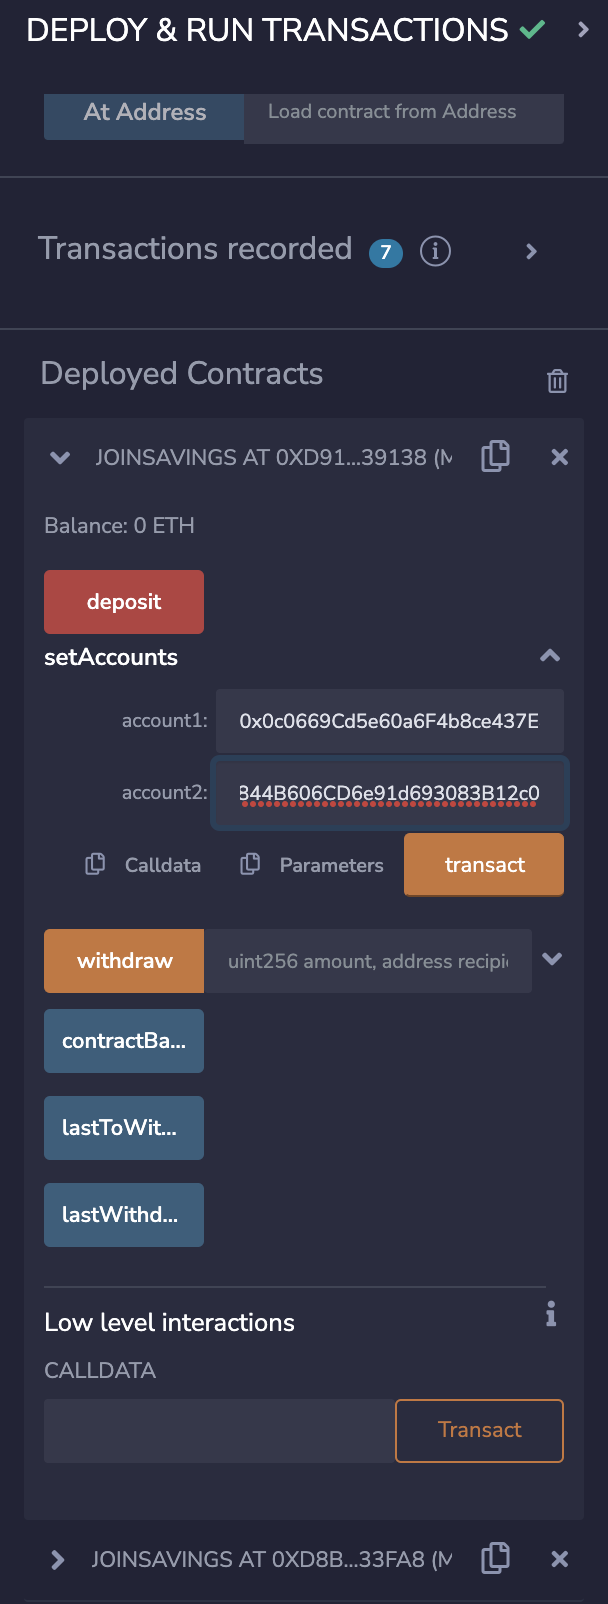 DEPLOY & RUN TRANSACTIONS
At Address Load contract from Address
Transactions recorded 7
Deployed Contracts
JOINSAVINGS AT 0XD91...39138 (M
Balance: 0 ETH
deposit
setAccounts
account1: 0x0c0669Cd5e60a6F4b8ce437E
account2: 844B606CD6e91d693083B12c0
Calldata Parameters transact
withdraw uint256 amount, address recipi
contractBa...
lastToWit...
lastWithd...
Low level interactions
CALLDATA
Transact
JOINSAVINGS AT 0XD8B...33FA8 (M